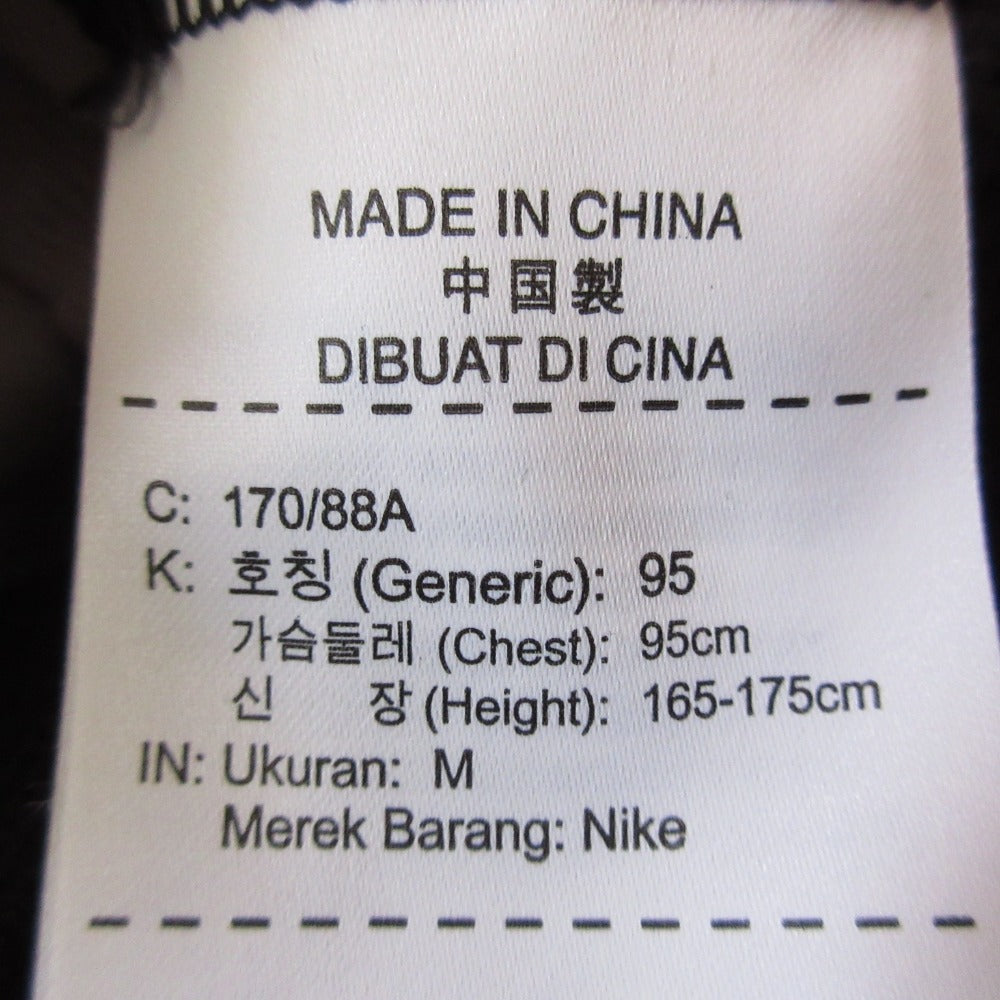 MADE IN CHINA
中国製
DIBUAT DI CINA
C: 170/88A
K: 호칭 (Generic): 95
가슴둘레 (Chest): 95cm
신 장 (Height): 165-175cm
IN: Ukuran: M
Merek Barang: Nike